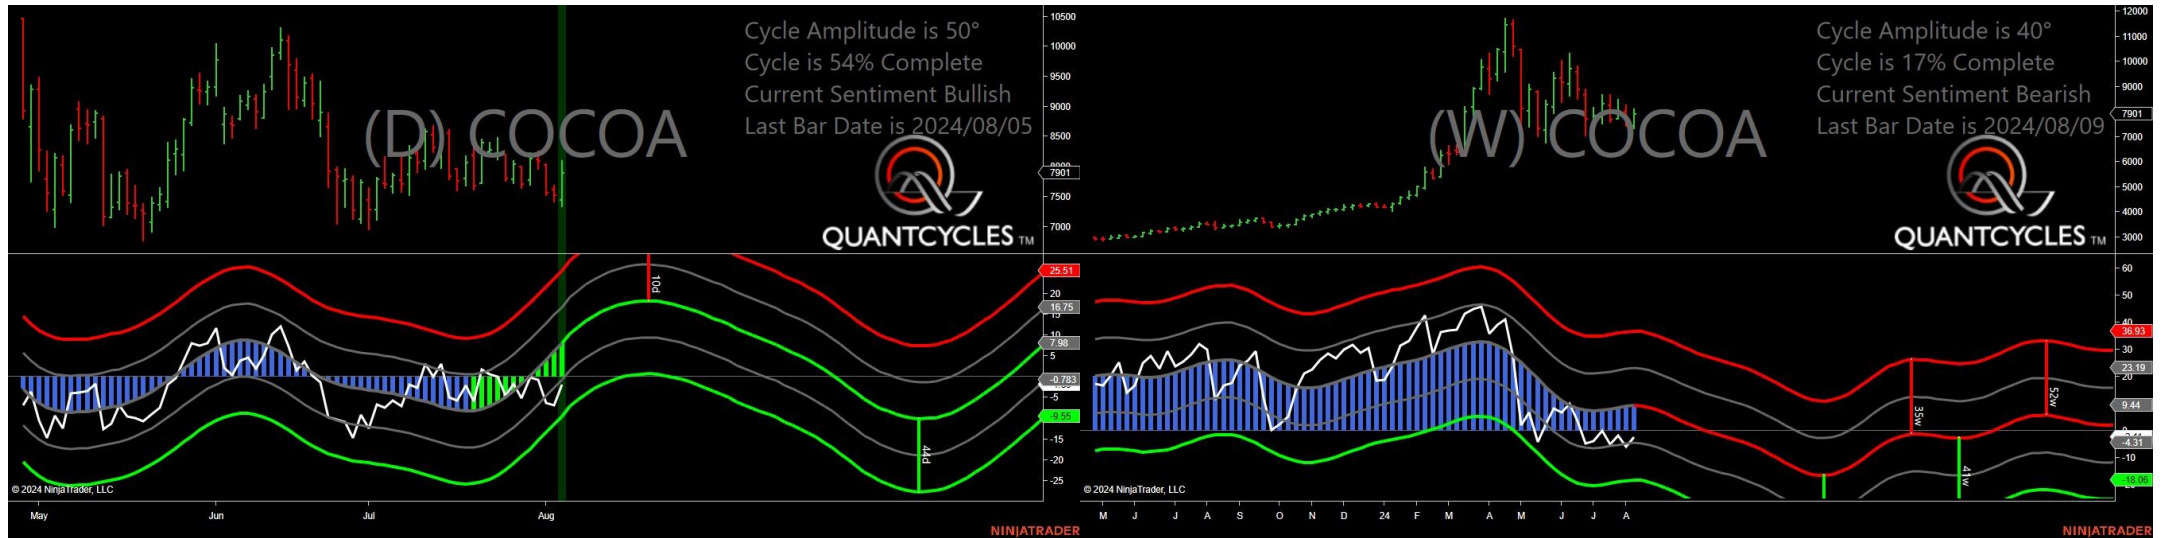 Cycle Amplitude is 50°
Cycle is 54% Complete
Current Sentiment Bullish
Last Bar Date is 2024/08/05
(D) COCOA
QUANTCYCLES TM
10500
10000
9500
9000
8500
7901
7500
7000
25.51
20
16.75
15
10
7.98
5
-0.783
-5
-9.55
-15
-20
-25
10d
44d
© 2024 NinjaTrader, LLC
May Jun Jul Aug
NINJATRADER
Cycle Amplitude is 40°
Cycle is 17% Complete
Current Sentiment Bearish
Last Bar Date is 2024/08/09
(W) COCOA
QUANTCYCLES TM
12000
11000
10000
9000
7901
7000
6000
5000
4000
3000
60
50
40
36.93
30
23.19
20
9.44
0
-4.31
-10
-18.06
35w
41w
52w
© 2024 NinjaTrader, LLC
M J J A S O N D 24 F M A M J J A
NINJATRADER